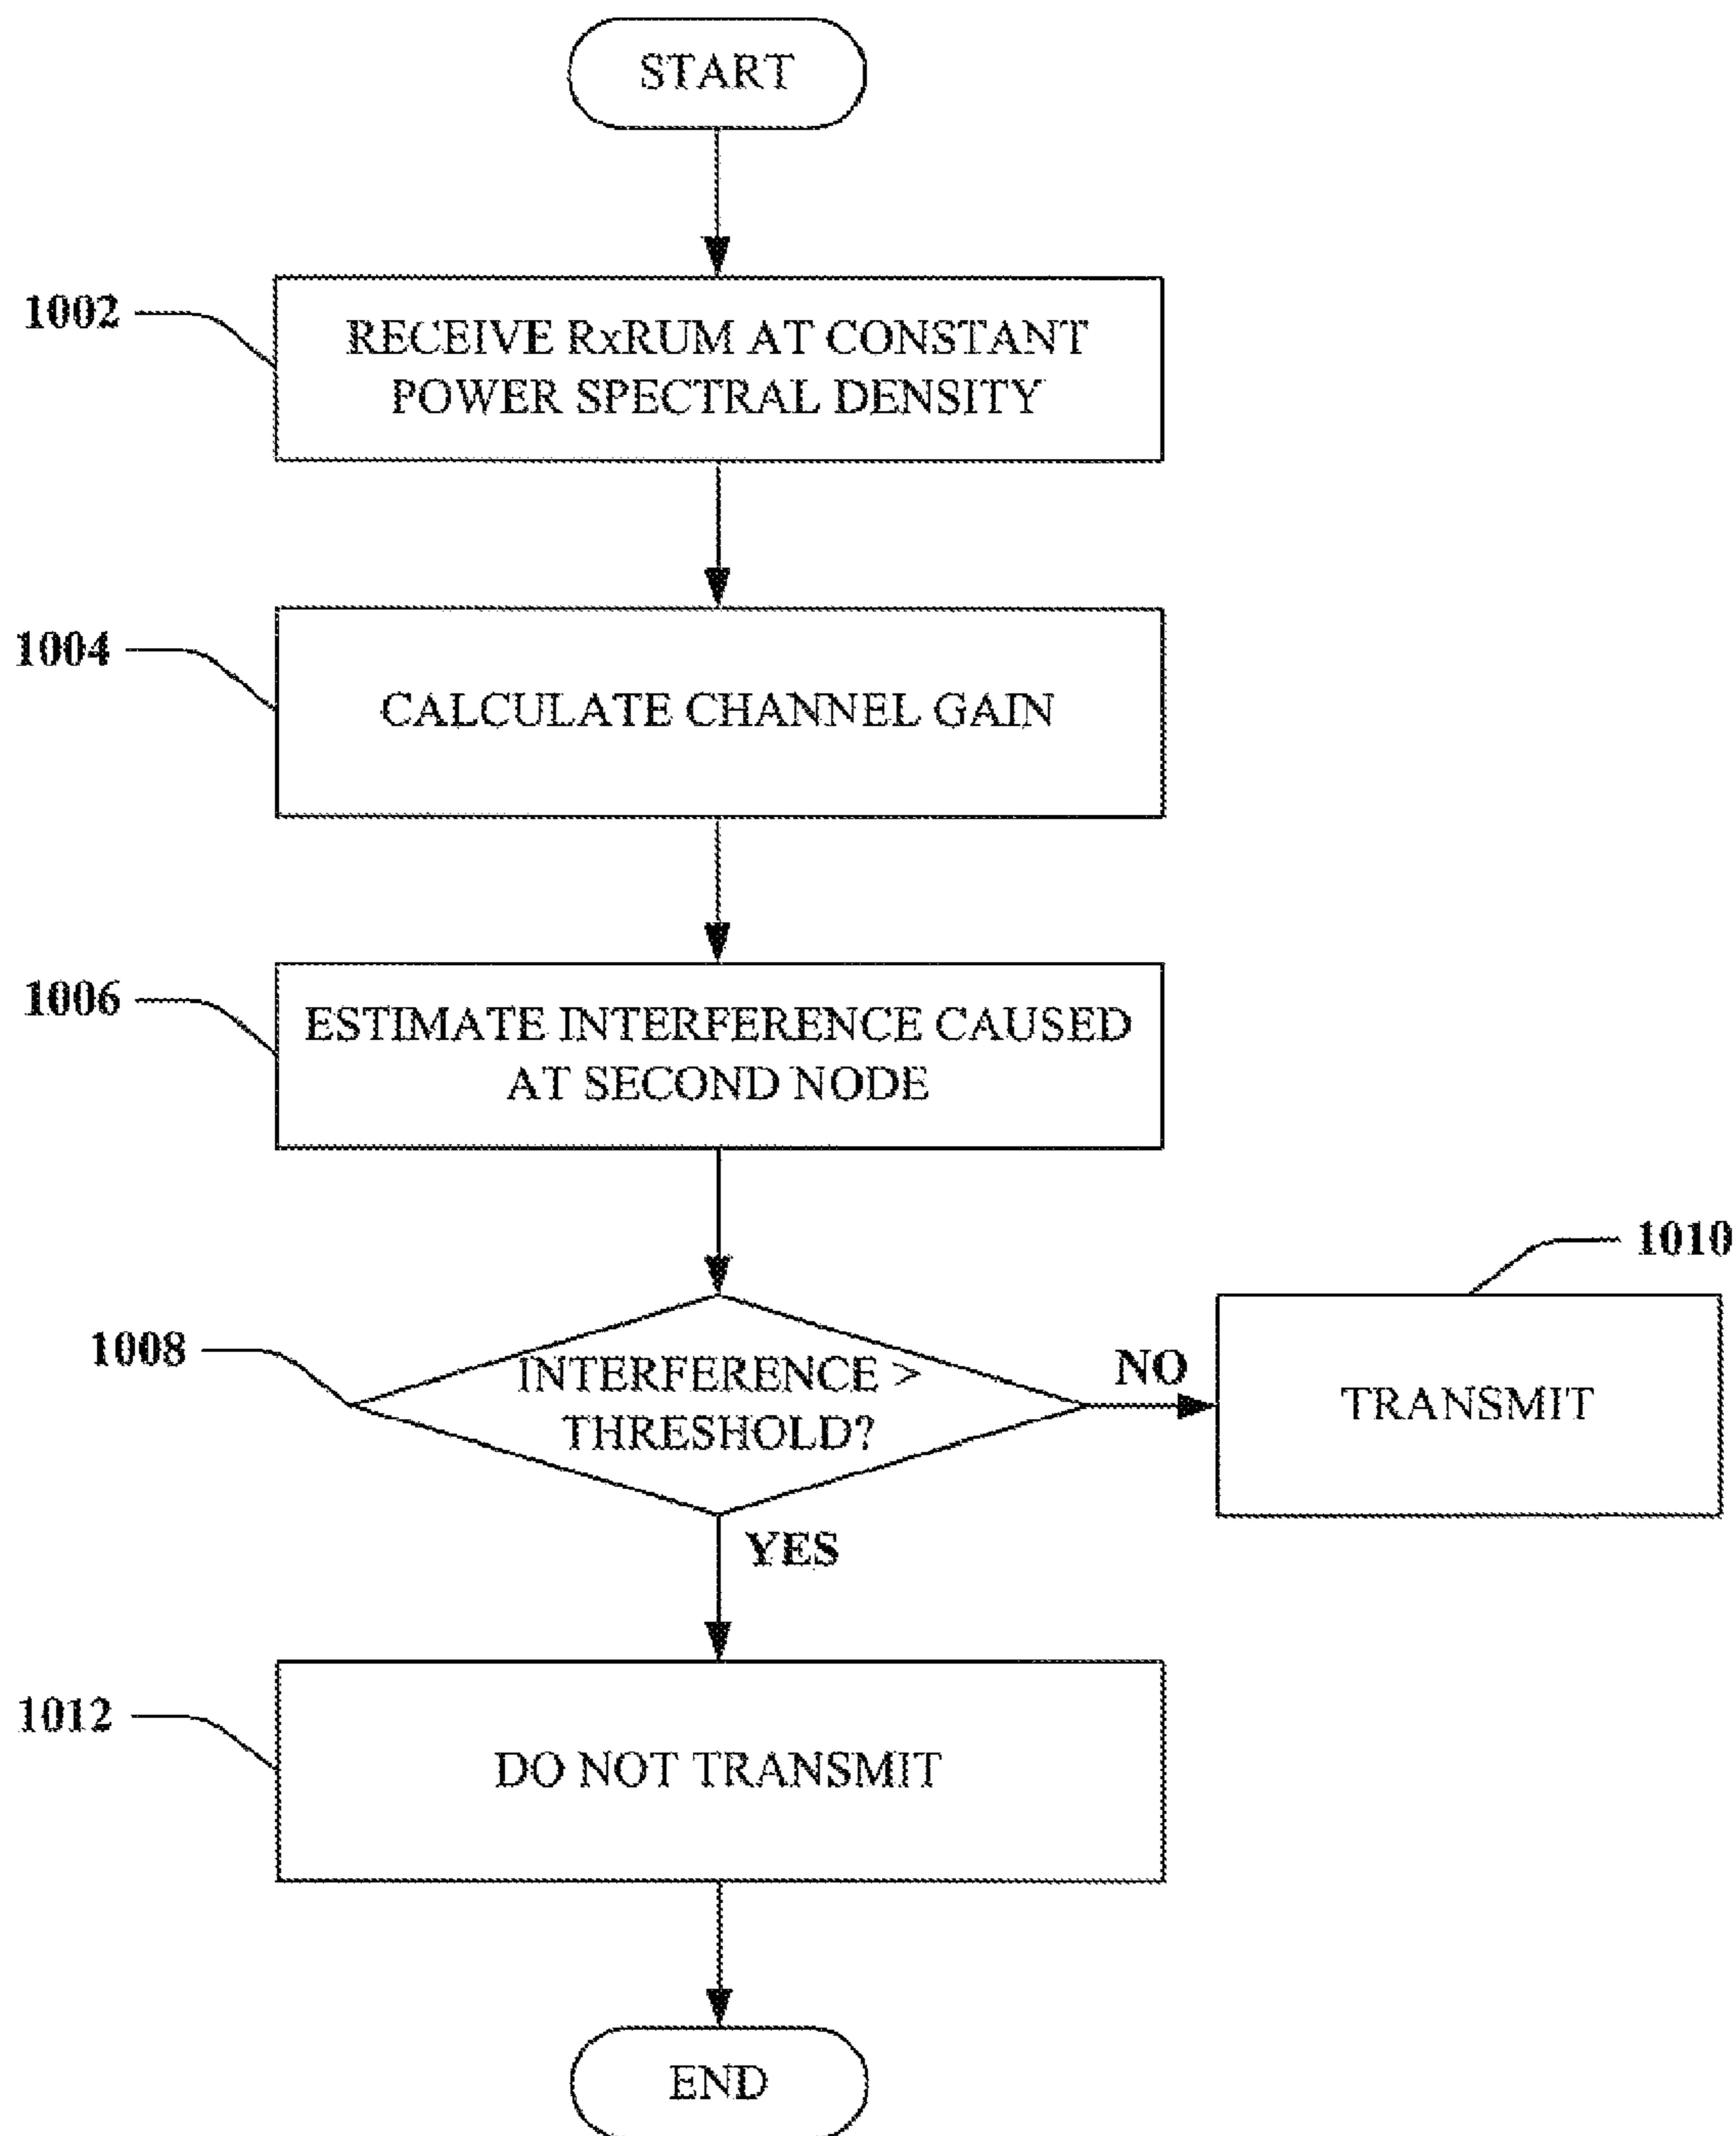 START
1002
RECEIVE RxRUM AT CONSTANT
POWER SPECTRAL DENSITY
1004
CALCULATE CHANNEL GAIN
1006
ESTIMATE INTERFERENCE CAUSED
AT SECOND NODE
1008
INTERFERENCE >
THRESHOLD?
NO
1010
TRANSMIT
YES
1012
DO NOT TRANSMIT
END